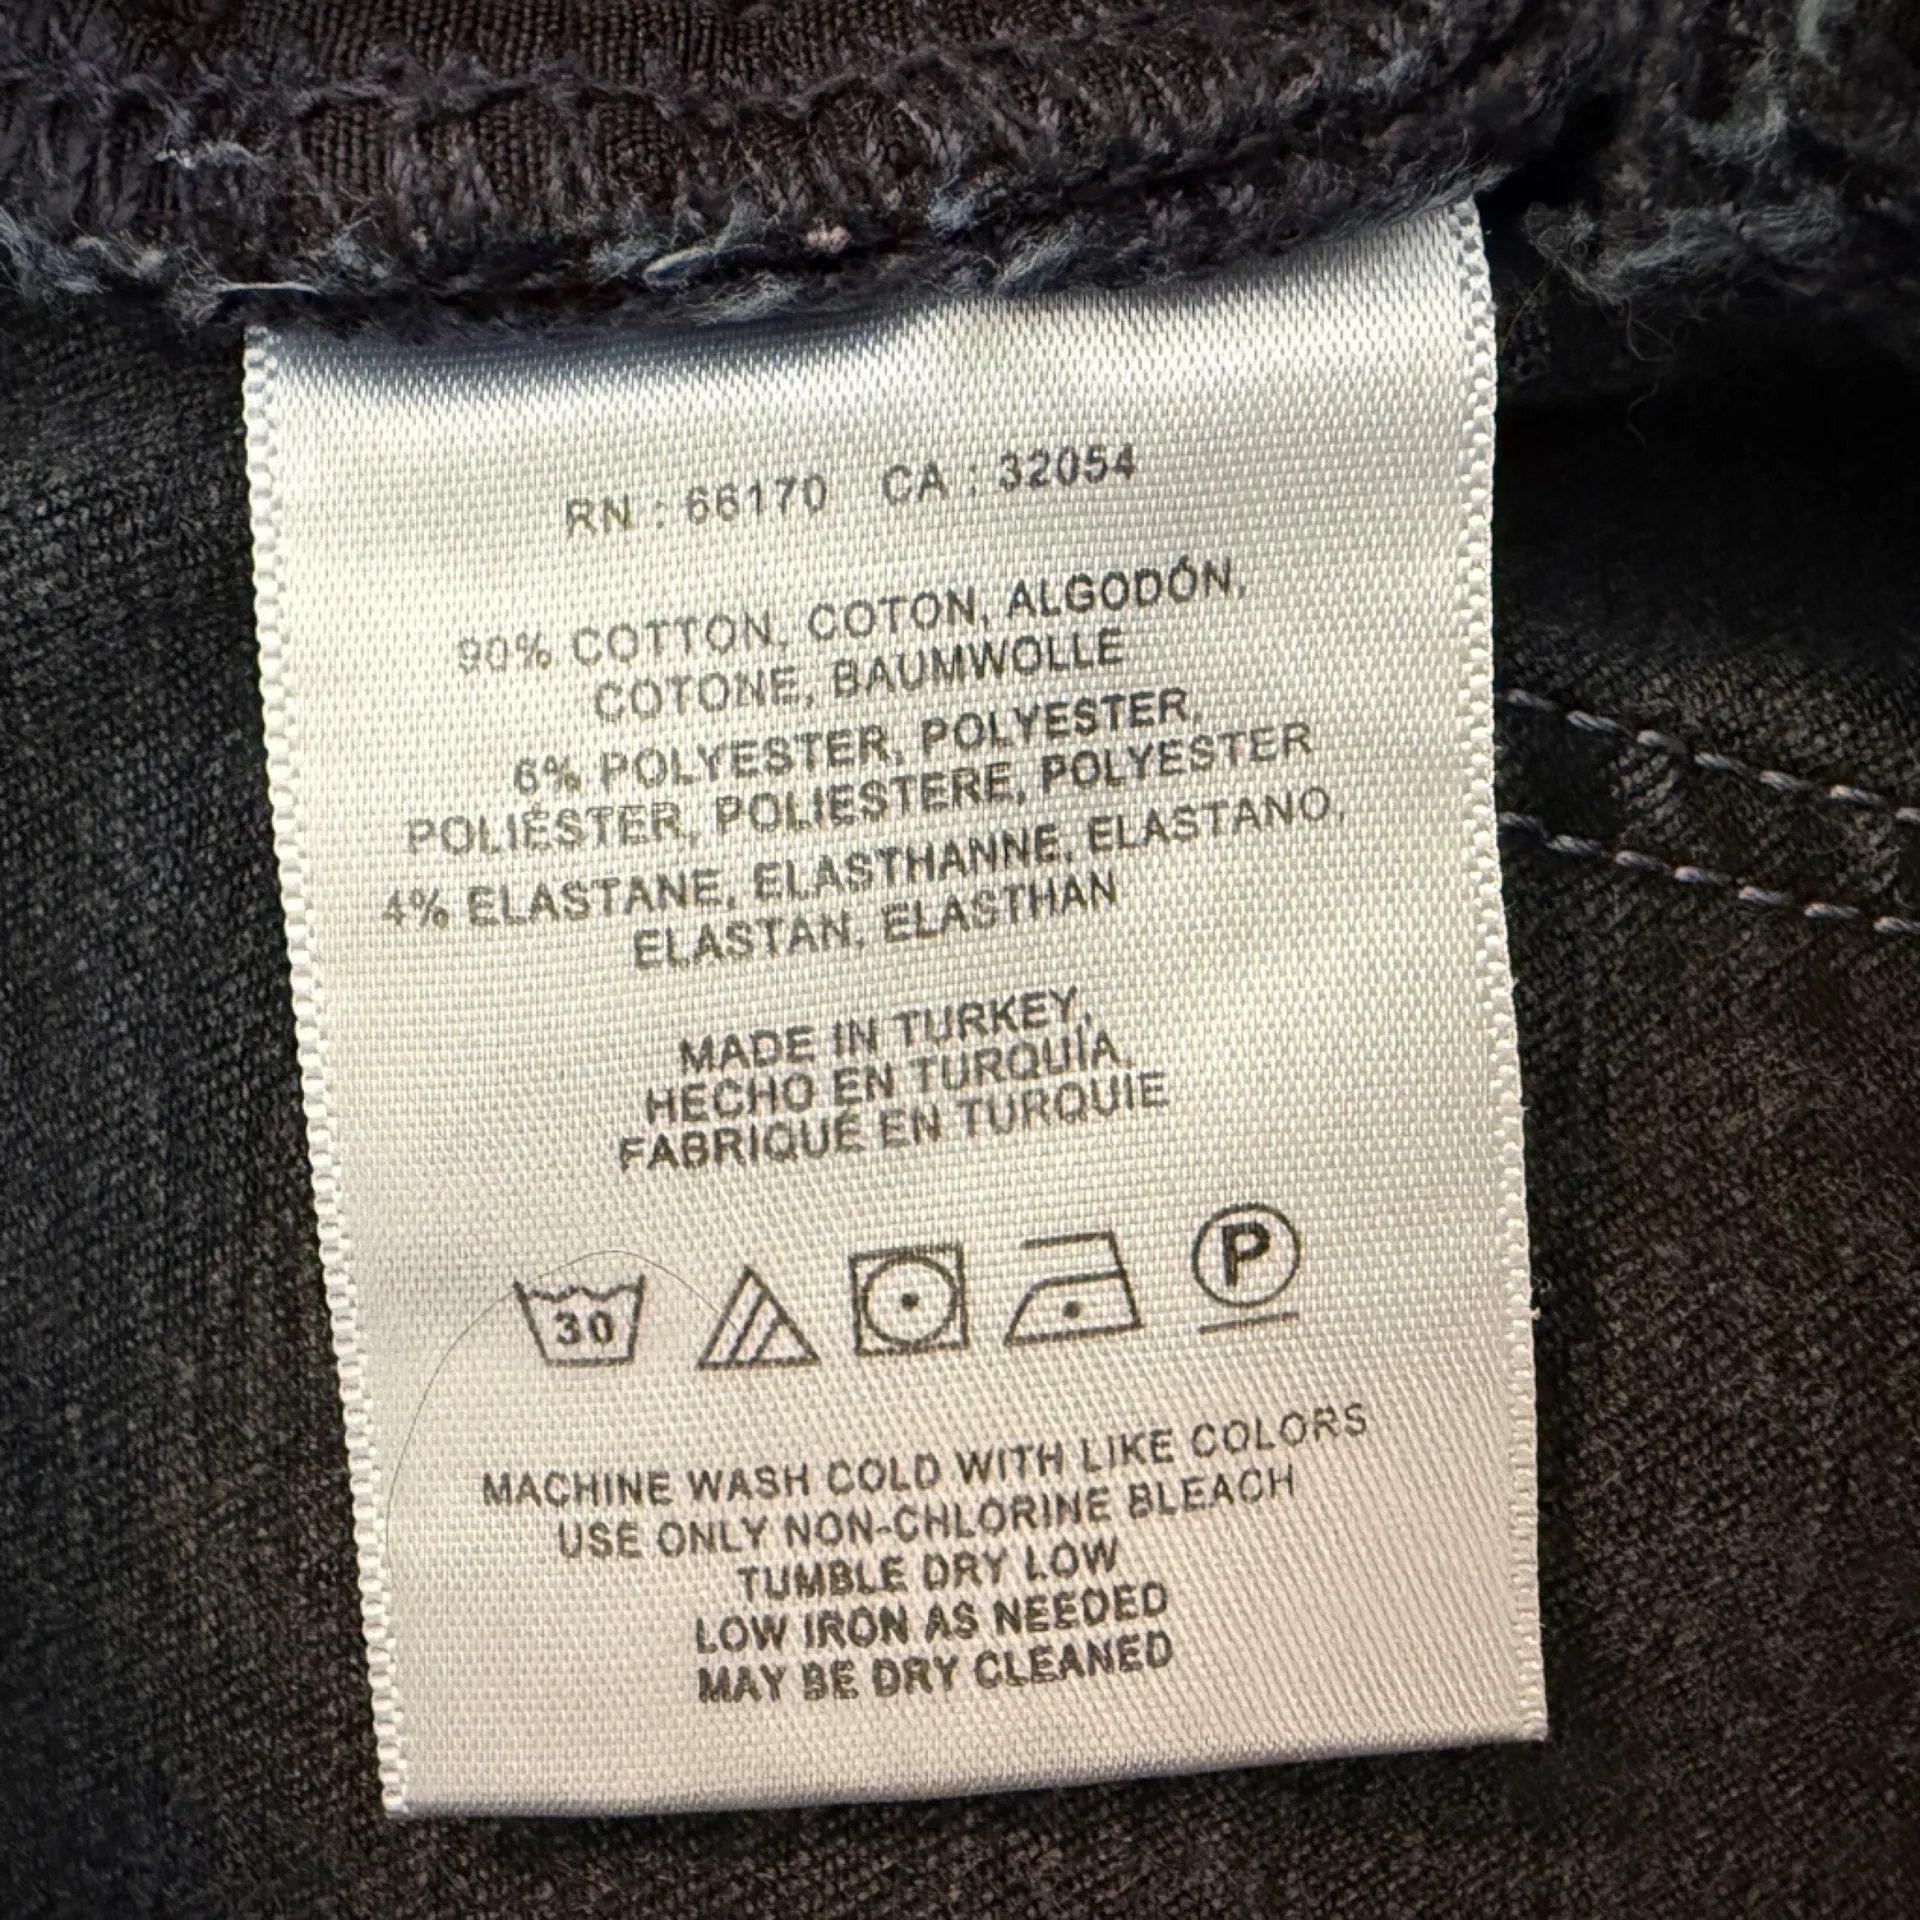 RN : 66170 CA : 32054
90% COTTON, COTON, ALGODÓN,
COTONE, BAUMWOLLE
6% POLYESTER, POLYESTER,
POLIÉSTER, POLIESTERE, POLYESTER
4% ELASTANE, ELASTHANNE, ELASTANO,
ELASTAN, ELASTHAN
MADE IN TURKEY,
HECHO EN TURQUÍA,
FABRIQUÉ EN TURQUIE
30 P
MACHINE WASH COLD WITH LIKE COLORS
USE ONLY NON-CHLORINE BLEACH
TUMBLE DRY LOW
LOW IRON AS NEEDED
MAY BE DRY CLEANED